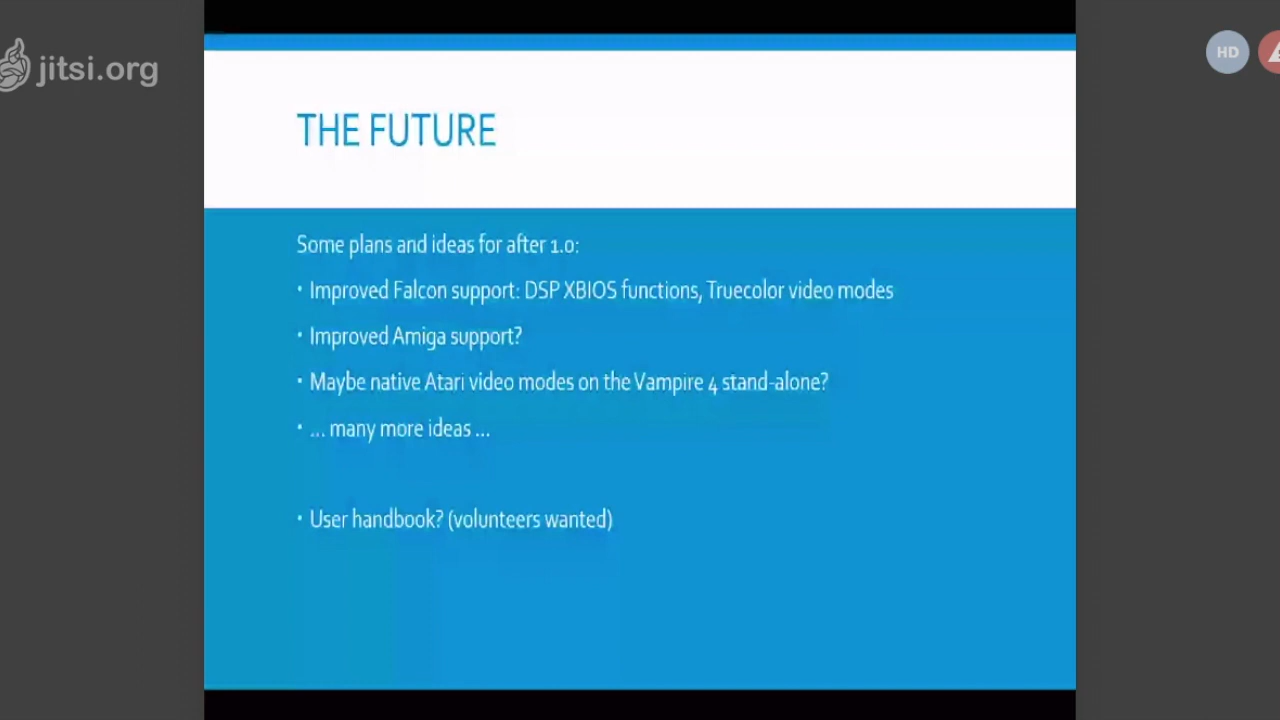 jitsi.org
HD
THE FUTURE
Some plans and ideas for after 1.0:
• Improved Falcon support: DSP XBIOS functions, Truecolor video modes
• Improved Amiga support?
• Maybe native Atari video modes on the Vampire 4 stand-alone?
• ... many more ideas ...
• User handbook? (volunteers wanted)